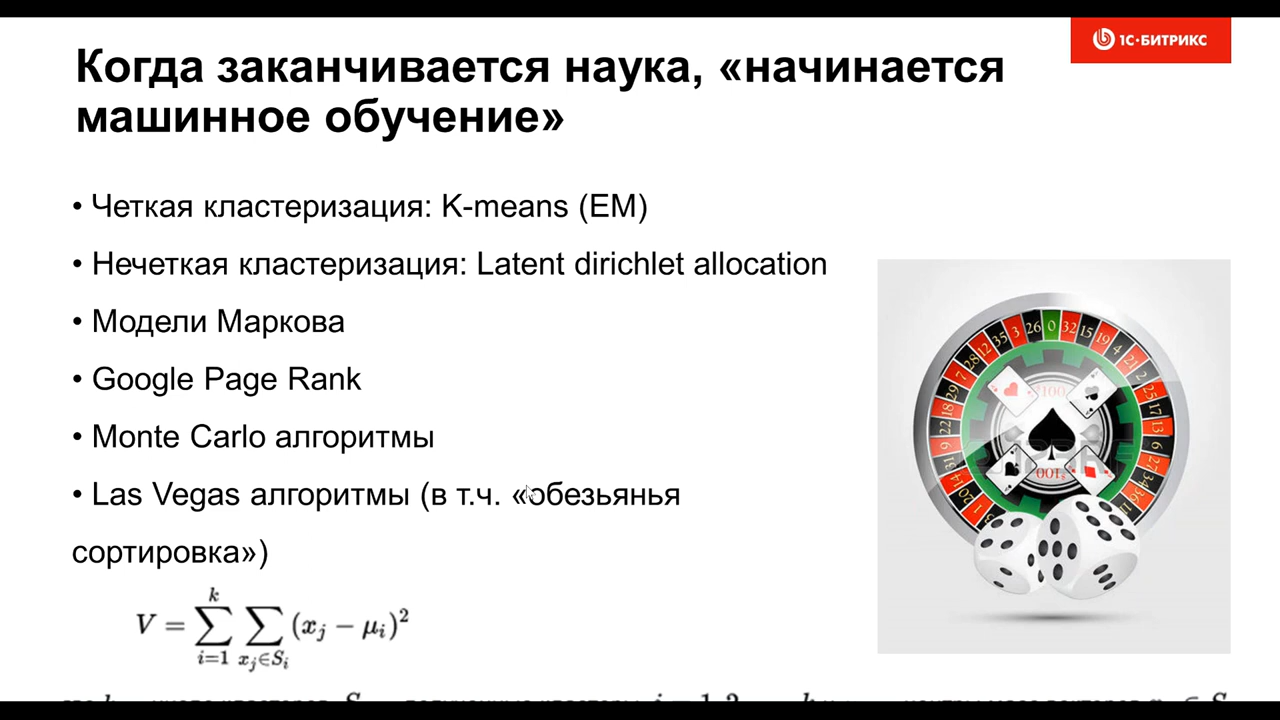 1С·БИТРИКС
Когда заканчивается наука, «начинается
машинное обучение»
• Четкая кластеризация: K-means (EM)
• Нечеткая кластеризация: Latent dirichlet allocation
• Модели Маркова
• Google Page Rank
• Monte Carlo алгоритмы
• Las Vegas алгоритмы (в т.ч. «обезьянья
сортировка»)
V = ∑_{i=1}^{k} ∑_{x_j∈S_i} (x_j − μ_i)^2